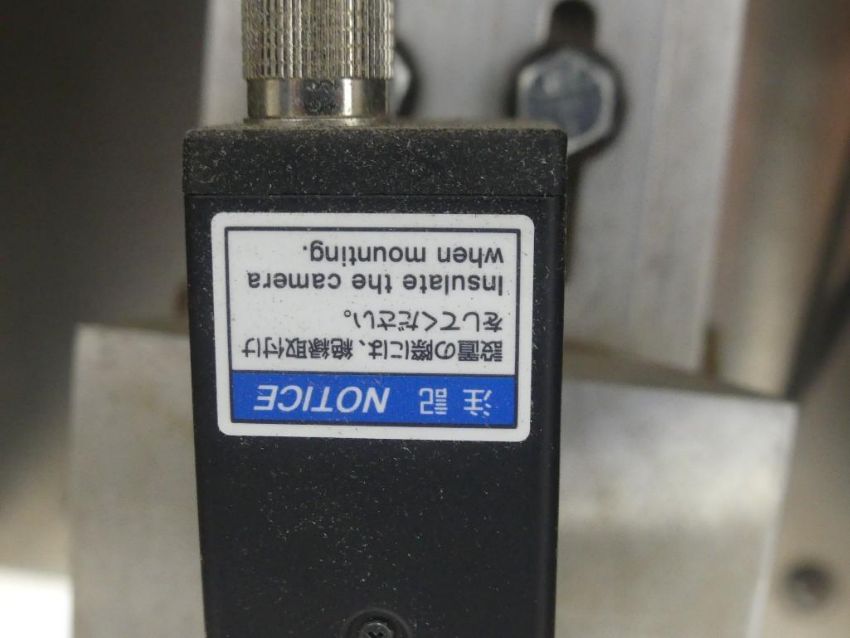 注記 NOTICE
設置の際には、絶縁取付け
をしてください。
Insulate the camera
when mounting.